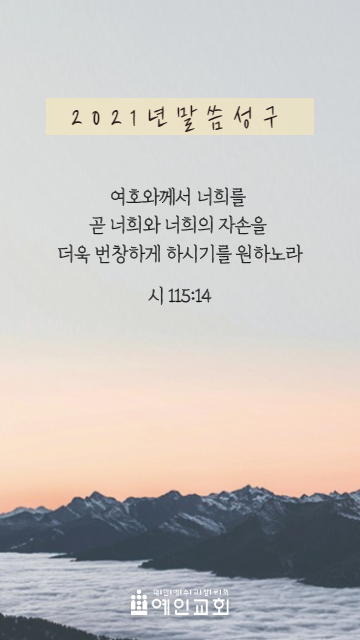 2021년말씀성구
여호와께서 너희를
곧 너희와 너희의 자손을
더욱 번창하게 하시기를 원하노라
시 115:14
예인교회